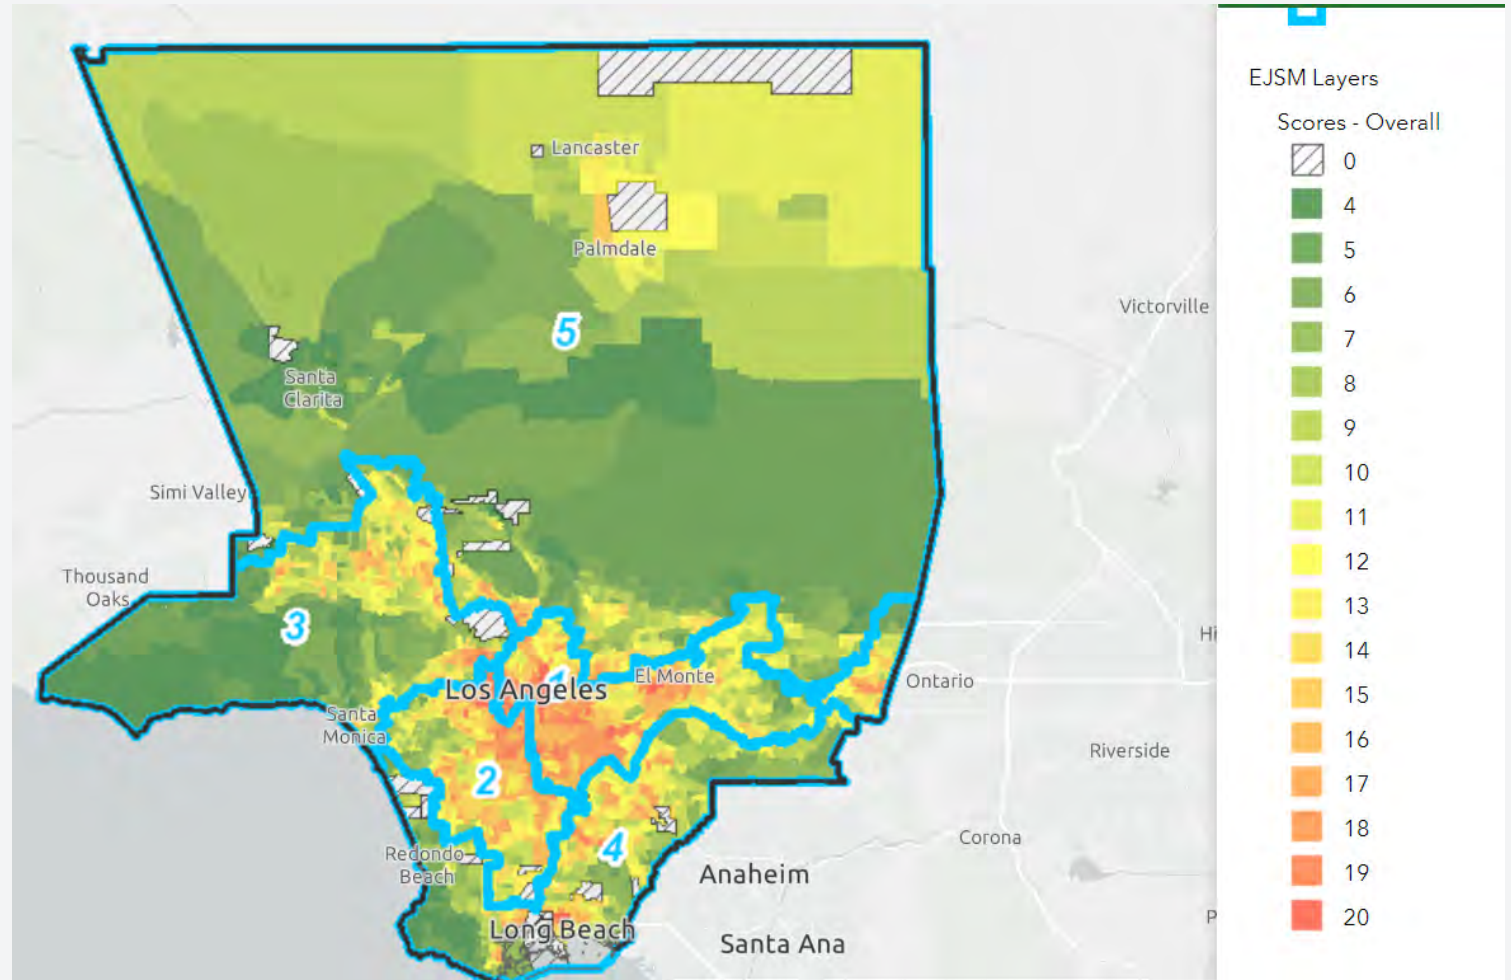 Lancaster
Palmdale
Victorville
5
Santa
Clarita
Simi Valley
Thousand
Oaks
3
Hi
1
El Monte
Ontario
Los Angeles
Santa
Monica
Riverside
2
Corona
4
Redondo
Beach
Anaheim
P
Long Beach
Santa Ana
EJSM Layers
Scores - Overall
0
4
5
6
7
8
9
10
11
12
13
14
15
16
17
18
19
20